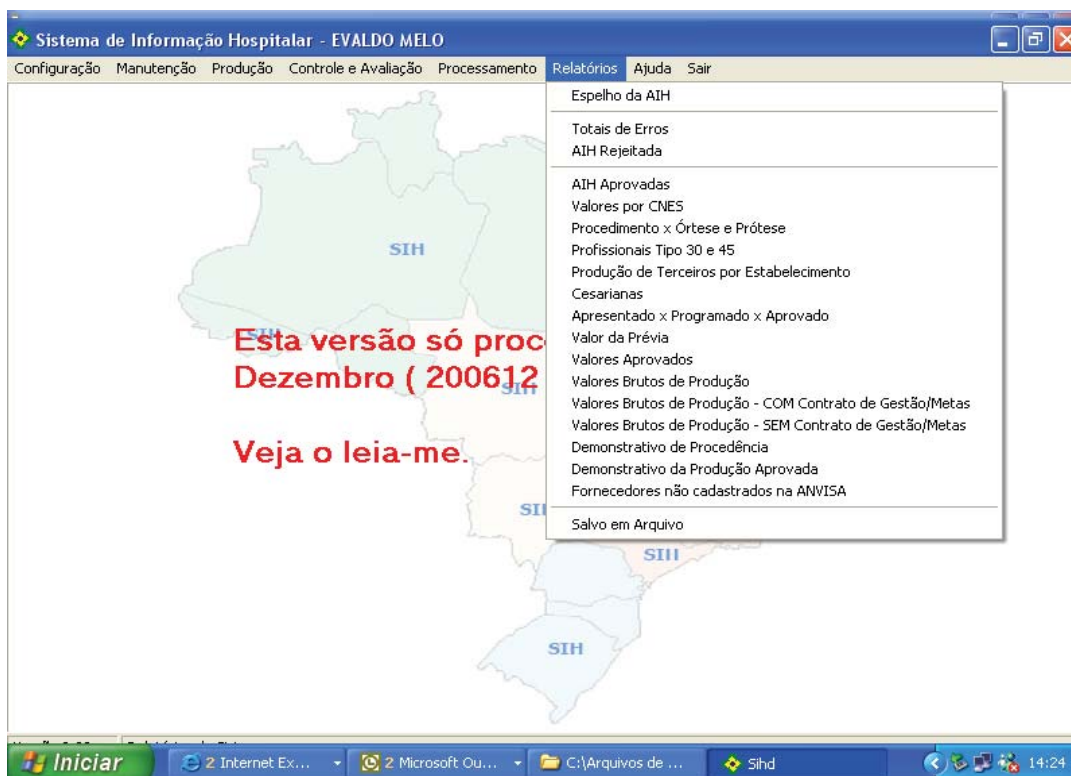 Sistema de Informação Hospitalar - EVALDO MELO
Configuração Manutenção Produção Controle e Avaliação Processamento Relatórios Ajuda Sair
Espelho da AIH
Totais de Erros
AIH Rejeitada
AIH Aprovadas
Valores por CNES
Procedimento x Órtese e Prótese
Profissionais Tipo 30 e 45
Produção de Terceiros por Estabelecimento
Cesarianas
Apresentado x Programado x Aprovado
Valor da Prévia
Valores Aprovados
Valores Brutos de Produção
Valores Brutos de Produção - COM Contrato de Gestão/Metas
Valores Brutos de Produção - SEM Contrato de Gestão/Metas
Demonstrativo de Procedência
Demonstrativo da Produção Aprovada
Fornecedores não cadastrados na ANVISA
Salvo em Arquivo
SIH
SIH
Esta versão só proc
Dezembro ( 200612
SIH
Veja o leia-me.
SIH
SIH
SIH
Iniciar 2 Internet Ex... 2 Microsoft Ou... C:\Arquivos de ... Sihd 14:24